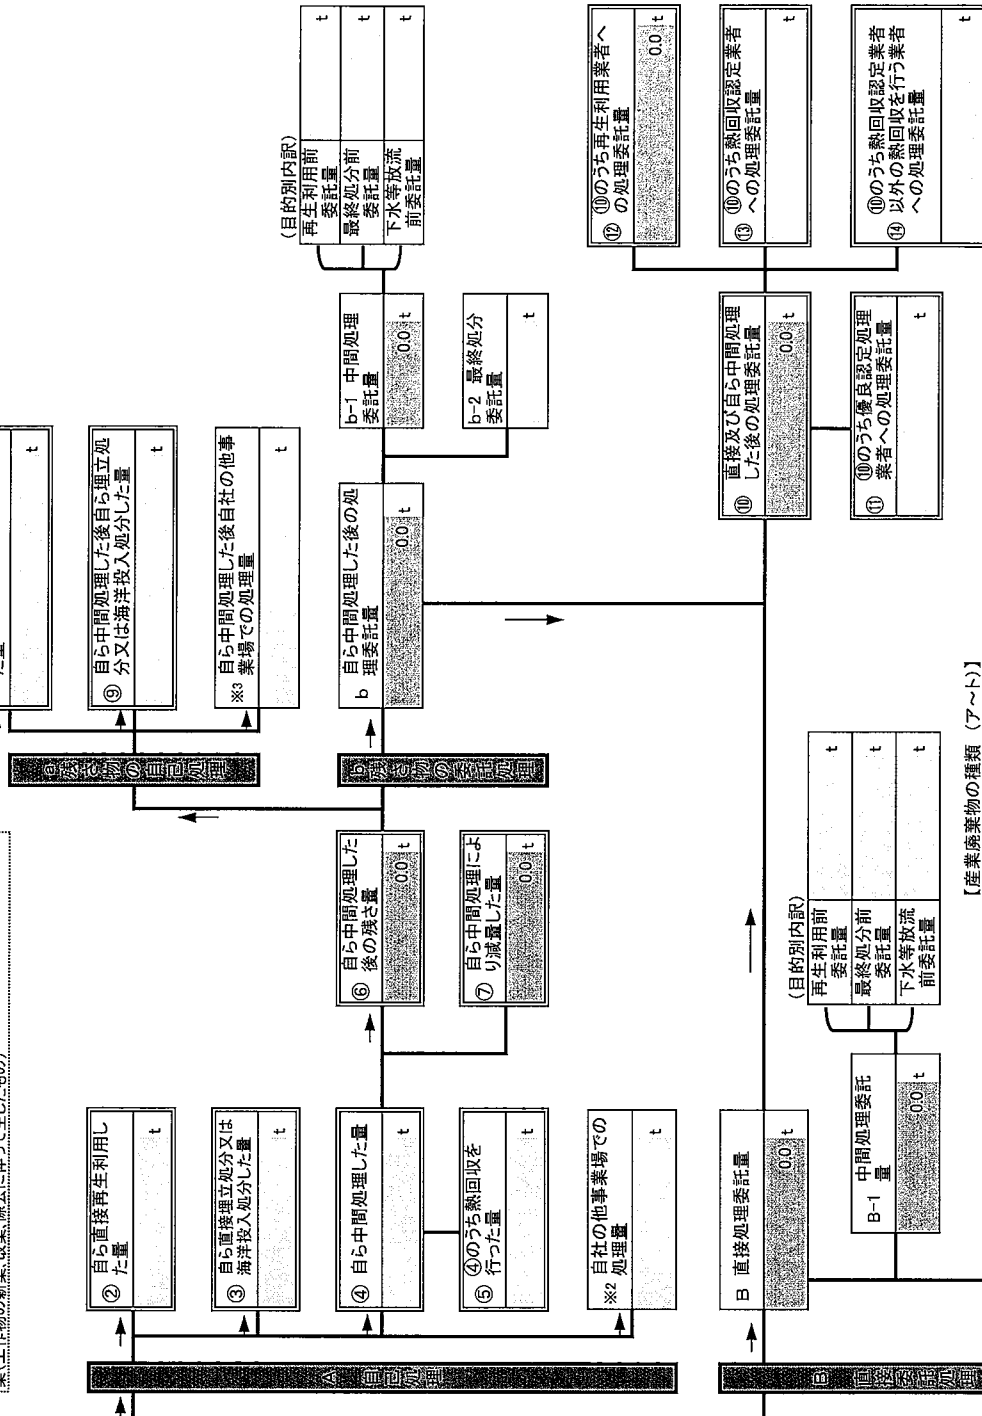 A 自己処理
② 自ら直接再生利用し
た量
t
③ 自ら直接埋立処分又は
海洋投入処分した量
t
④ 自ら中間処理した量
t
⑤ ④のうち熱回収を
行った量
t
※2 自社の他事業場での
処理量
t
⑥ 自ら中間処理した
後の残さ量
0.0 t
⑦ 自ら中間処理によ
り減量した量
0.0 t
a 残さ物の自己処理
t
⑨ 自ら中間処理した後自ら埋立処
分又は海洋投入処分した量
t
※3 自ら中間処理した後自社の他事
業場での処理量
t
b 残さ物の委託処理
b 自ら中間処理した後の処
理委託量
0.0 t
b-1 中間処理
委託量
0.0 t
b-2 最終処分
委託量
t
(目的別内訳)
再生利用前
委託量
t
最終処分前
委託量
t
下水等放流
前委託量
t
B 直接委託処理
B 直接処理委託量
0.0 t
B-1 中間処理委託
量
0.0 t
(目的別内訳)
再生利用前
委託量
t
最終処分前
委託量
t
下水等放流
前委託量
t
⑩ 直接及び自ら中間処理
した後の処理委託量
0.0 t
⑪ ⑩のうち優良認定処理
業者への処理委託量
t
⑫ ⑩のうち再生利用業者へ
の処理委託量
0.0 t
⑬ ⑩のうち熱回収認定業者
への処理委託量
t
⑭ ⑩のうち熱回収認定業者
以外の熱回収を行う業者
への処理委託量
t
【産業廃棄物の種類 (ア~ト)】